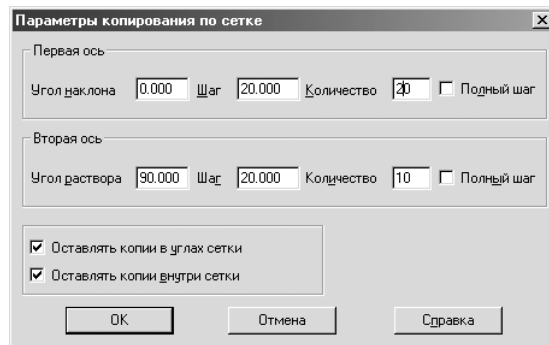 Параметры копирования по сетке
Первая ось
Угол наклона 0.000 Шаг 20.000 Количество 20 Полный шаг
Вторая ось
Угол раствора 90.000 Шаг 20.000 Количество 10 Полный шаг
Оставлять копии в углах сетки
Оставлять копии внутри сетки
OK Отмена Справка